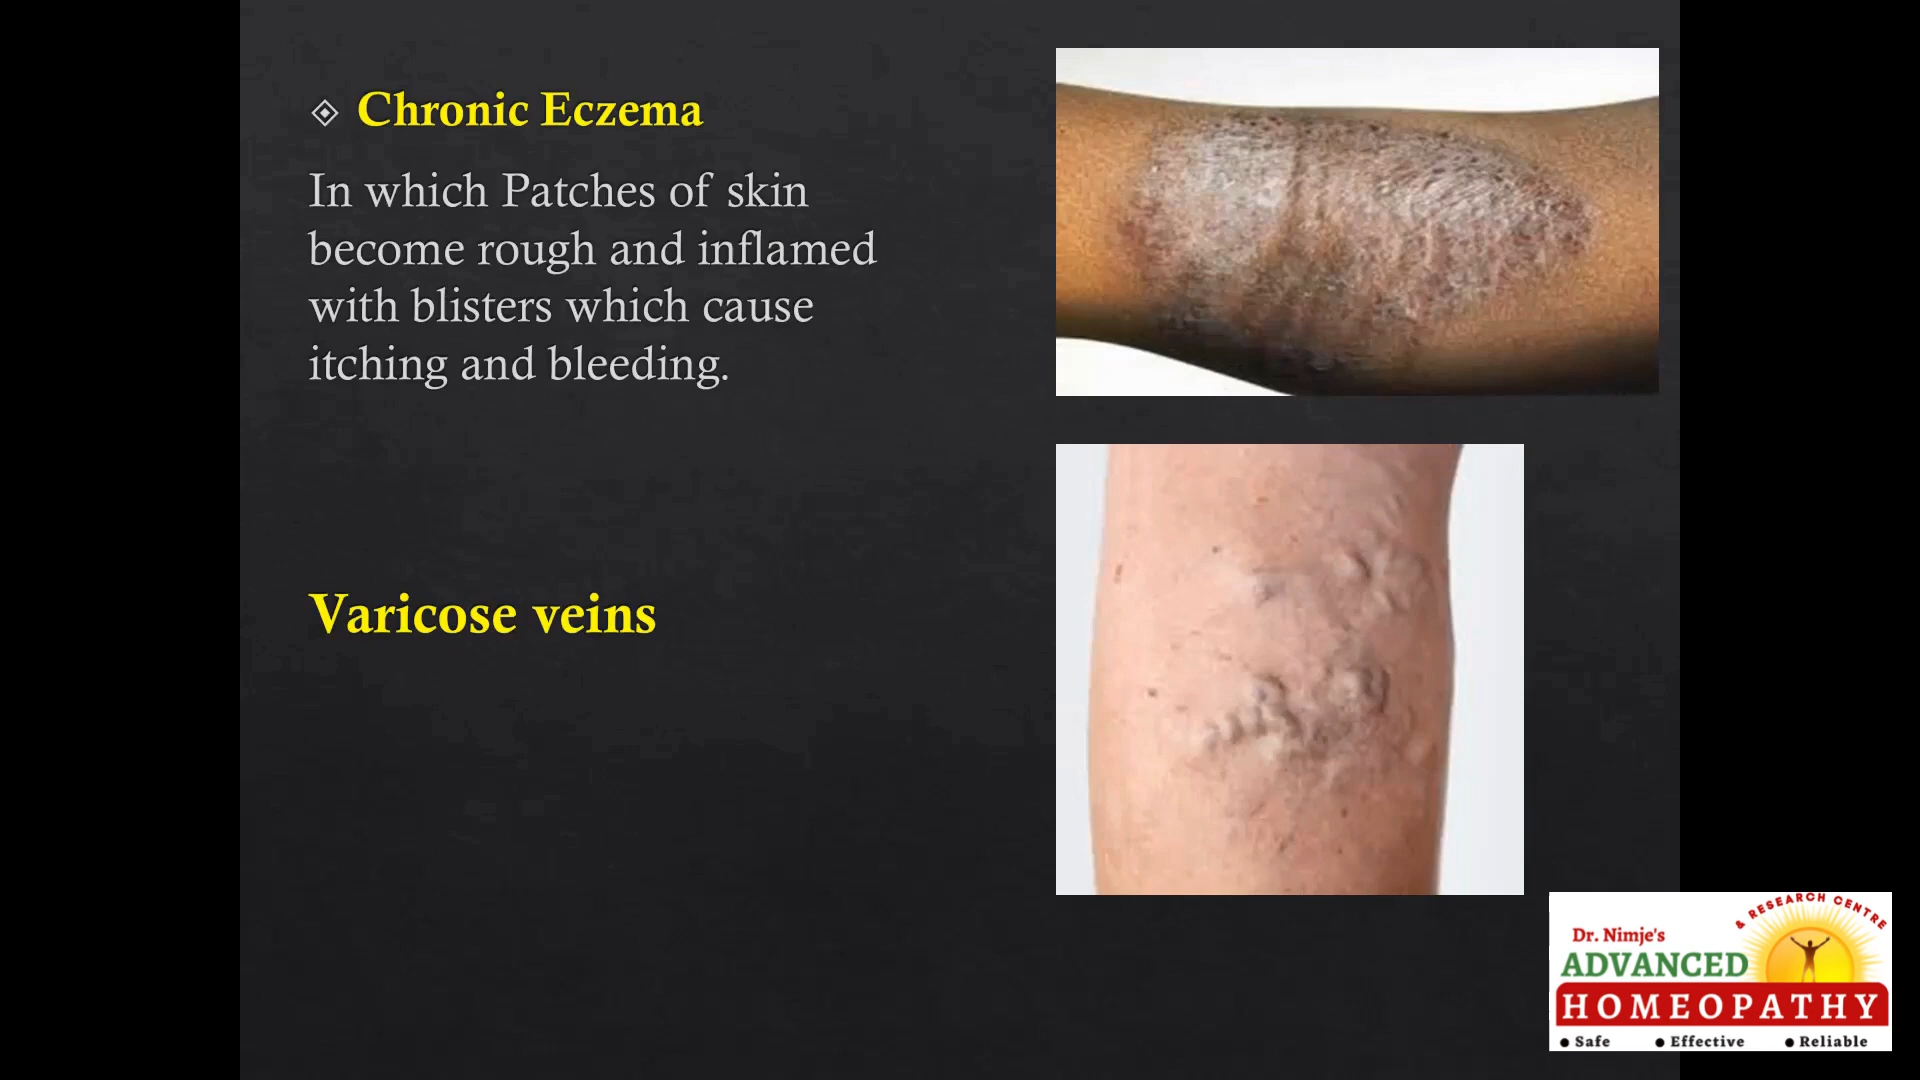 Chronic Eczema
In which Patches of skin
become rough and inflamed
with blisters which cause
itching and bleeding.
Varicose veins
& RESEARCH CENTRE
Dr. Nimje's
ADVANCED
HOMEOPATHY
● Safe ● Effective ● Reliable